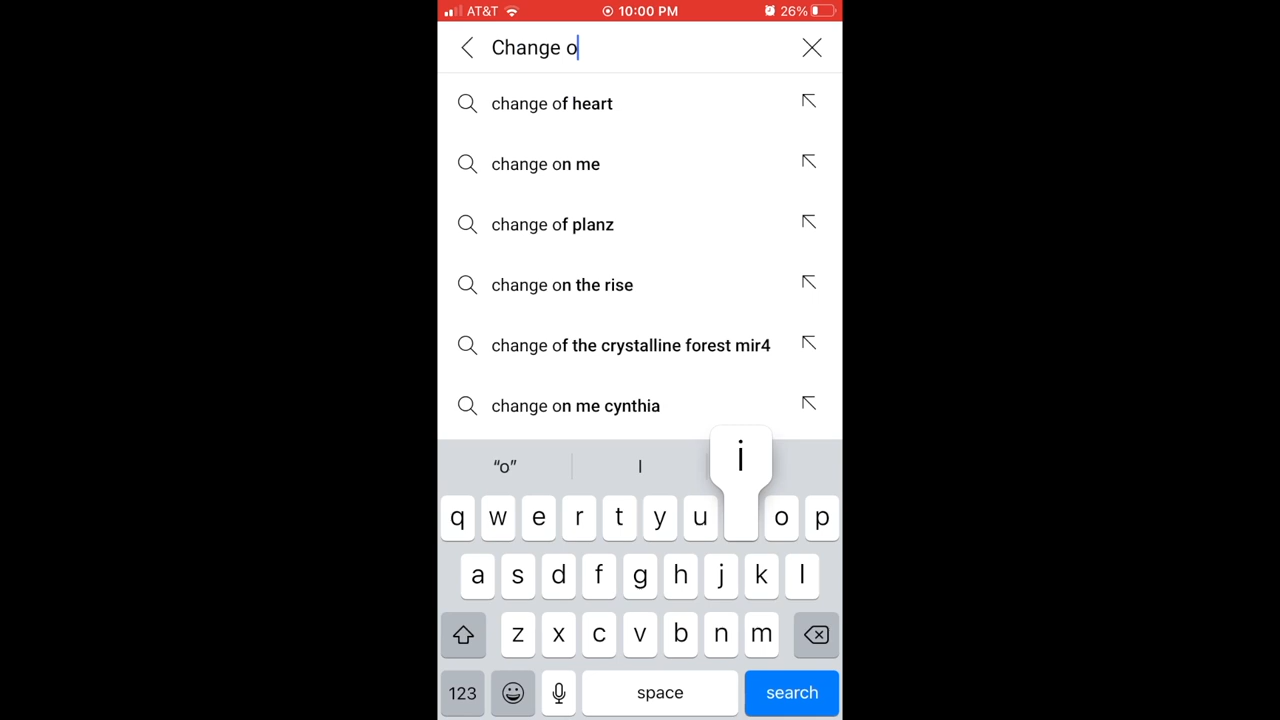 AT&T 10:00 PM 26%
Change o
change of heart
change on me
change of planz
change on the rise
change of the crystalline forest mir4
change on me cynthia
“o” I
i
q w e r t y u o p
a s d f g h j k l
z x c v b n m
123 space search